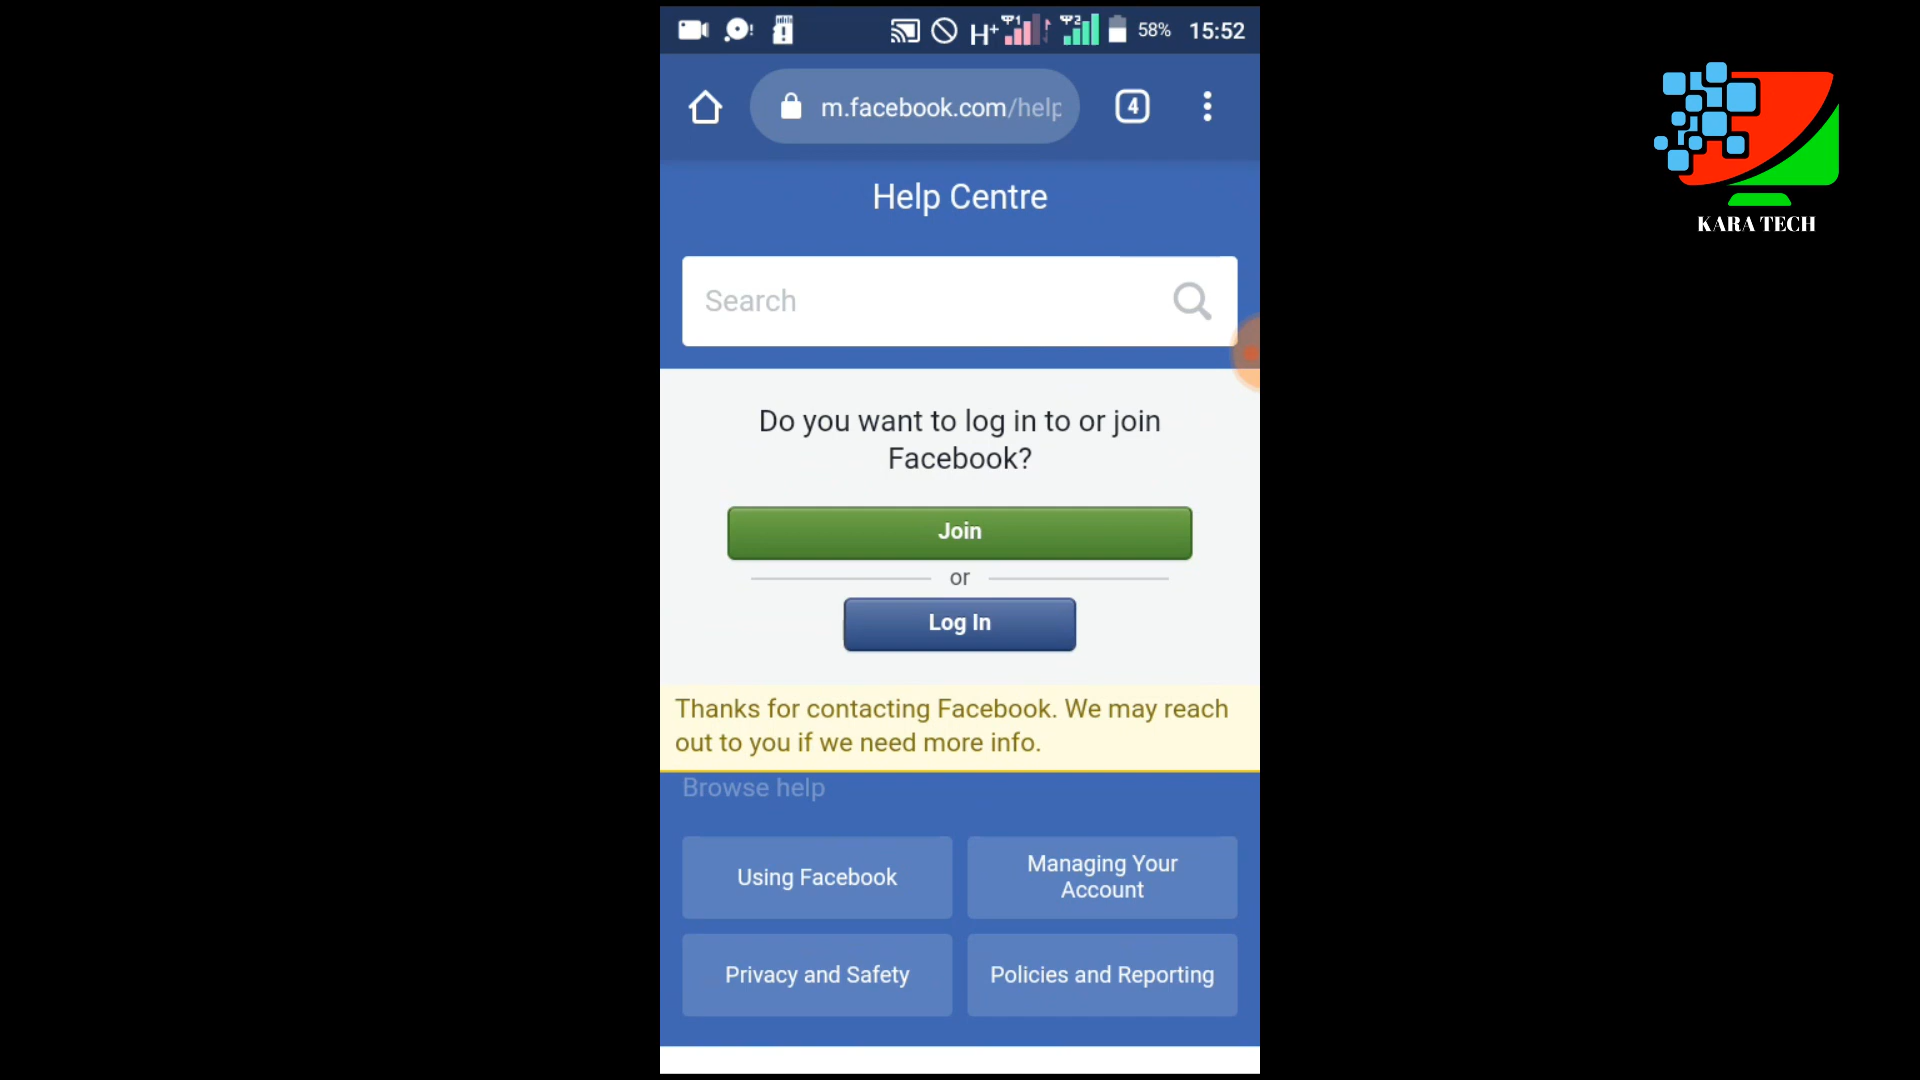 H+ 1 2 58% 15:52
m.facebook.com/help
4
Help Centre
Search
Do you want to log in to or join
Facebook?
Join
or
Log In
Thanks for contacting Facebook. We may reach
out to you if we need more info.
Browse help
Using Facebook
Managing Your
Account
Privacy and Safety
Policies and Reporting
KARA TECH